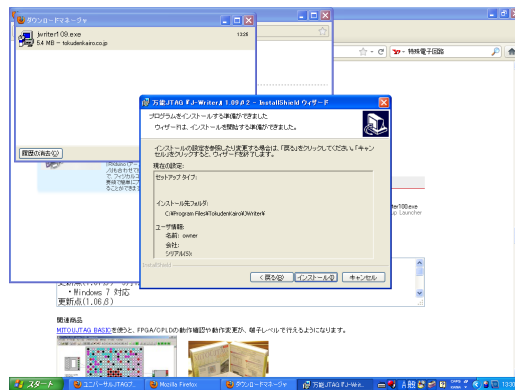 ダウンロードマネージャ
jwriter109.exe
5.4 MB — tokudenkairo.co.jp
13:28
履歴の消去(C)
特殊電子回路
万能JTAG『J-Writer』 1.09β2 - InstallShield ウィザード
プログラムをインストールする準備ができました
ウィザードは、インストールを開始する準備ができました。
インストールの設定を参照したり変更する場合は、「戻る」をクリックしてください。「キャンセル」をクリックすると、ウィザードを終了します。
現在の設定:
セットアップ タイプ:
インストール先フォルダ:
C:¥Program Files¥TokudenKairo¥JWriter¥
ユーザ情報:
名前: owner
会社:
シリアル(S):
InstallShield
< 戻る(B)
インストール(I)
キャンセル
iter100.exe
up Launcher
・Windows 7 対応
更新点(1.06β)
関連商品
MITOUJTAG BASICを使うと、FPGA/CPLDの動作確認や動作変更が、端子レベルで行えるようになります。
スタート
ユニバーサルJTAGア...
Mozilla Firefox
ダウンロードマネージャ
万能JTAG『J-Writ...
A般
CAPS
KANA